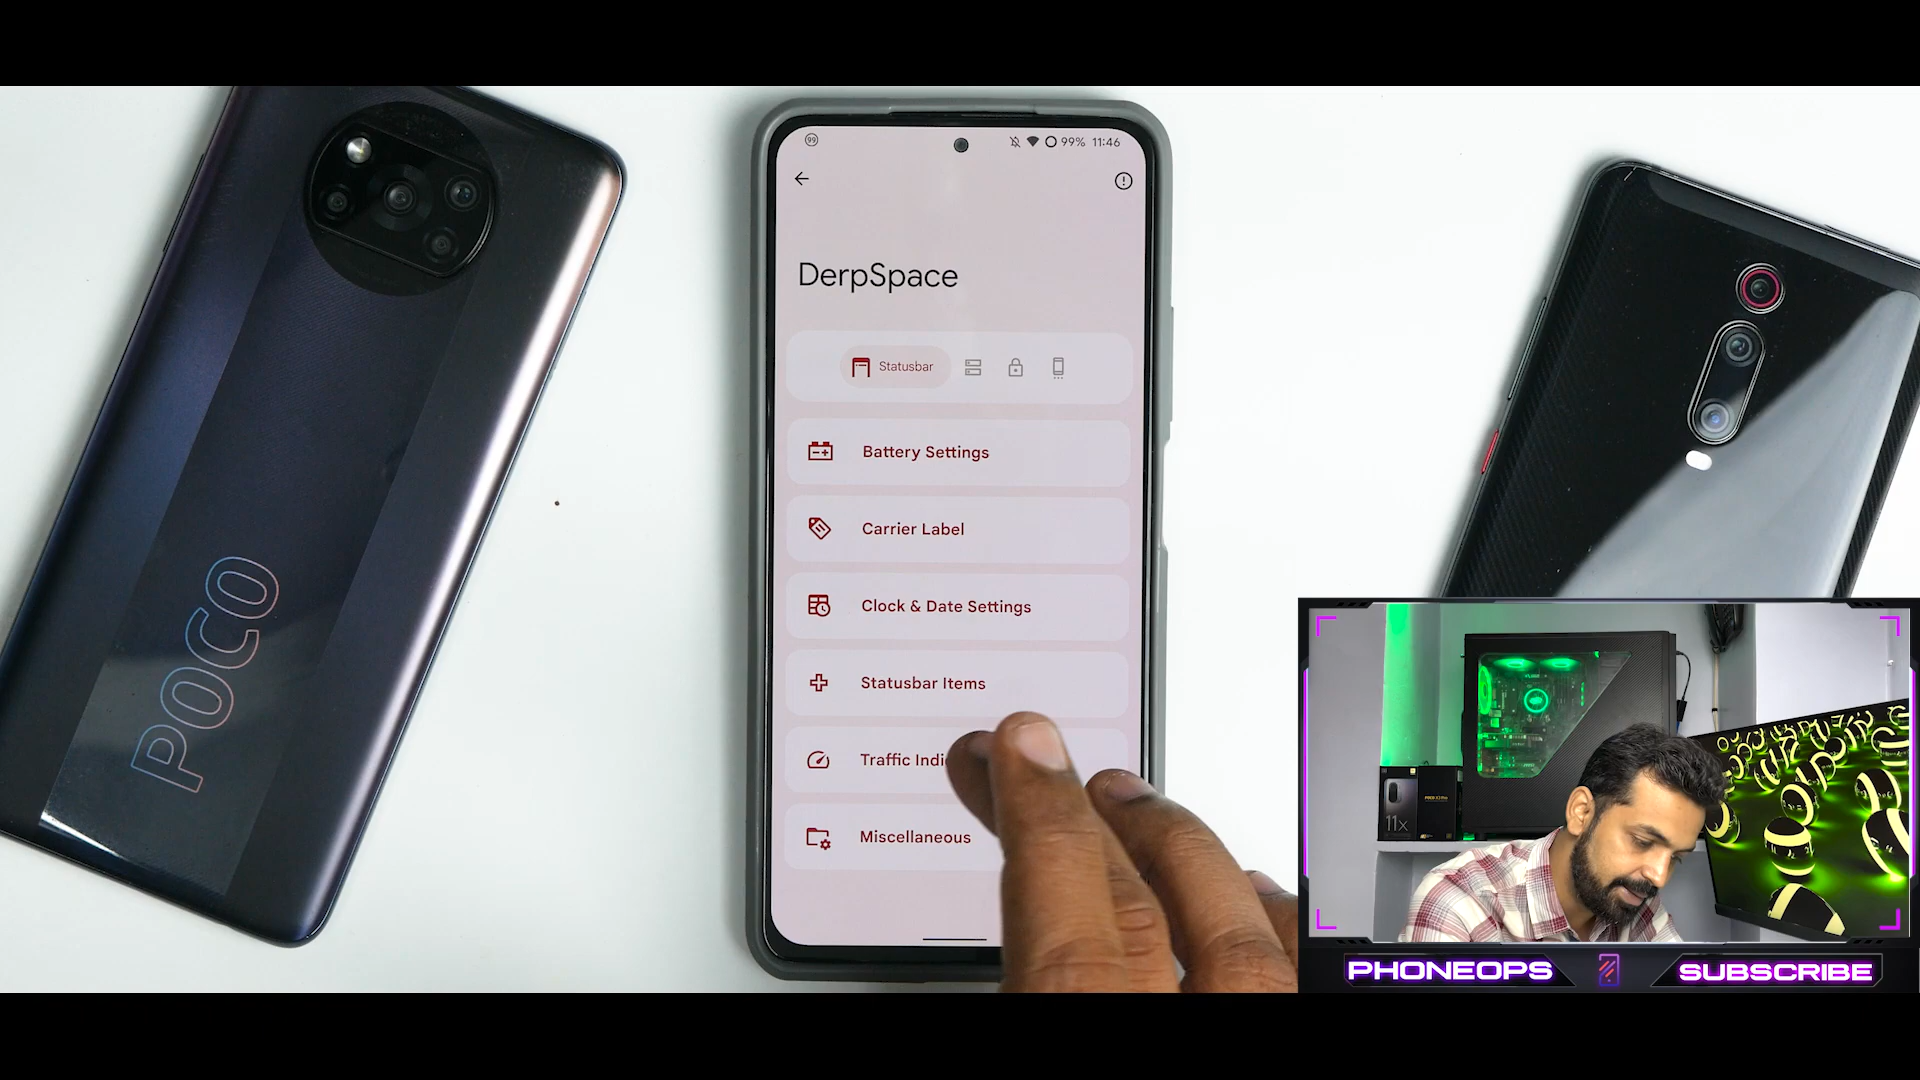 99% 11:46
DerpSpace
Statusbar
Battery Settings
Carrier Label
Clock & Date Settings
Statusbar Items
Traffic Indi
Miscellaneous
POCO
11x
PHONEOPS
SUBSCRIBE